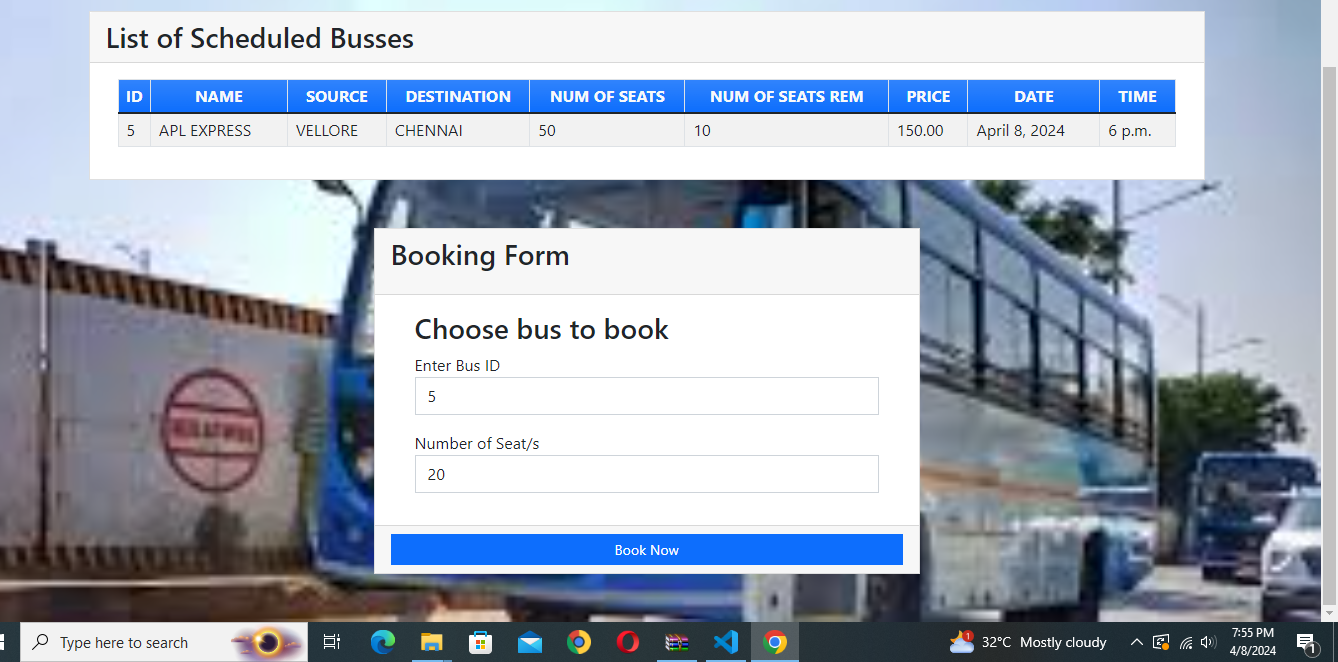 List of Scheduled Busses
ID NAME SOURCE DESTINATION NUM OF SEATS NUM OF SEATS REM PRICE DATE TIME
5 APL EXPRESS VELLORE CHENNAI 50 10 150.00 April 8, 2024 6 p.m.
Booking Form
Choose bus to book
Enter Bus ID
5
Number of Seat/s
20
Book Now
Type here to search
1
32°C Mostly cloudy
7:55 PM
4/8/2024
1